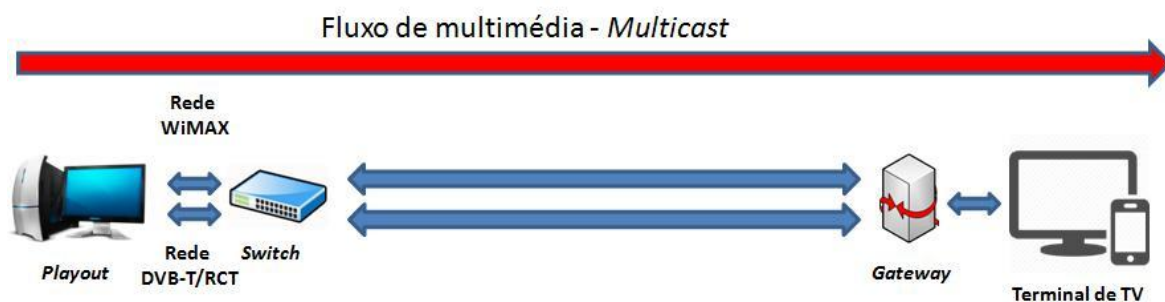 Fluxo de multimédia - Multicast
Rede
WiMAX
Rede
DVB-T/RCT
Playout
Switch
Gateway
Terminal de TV